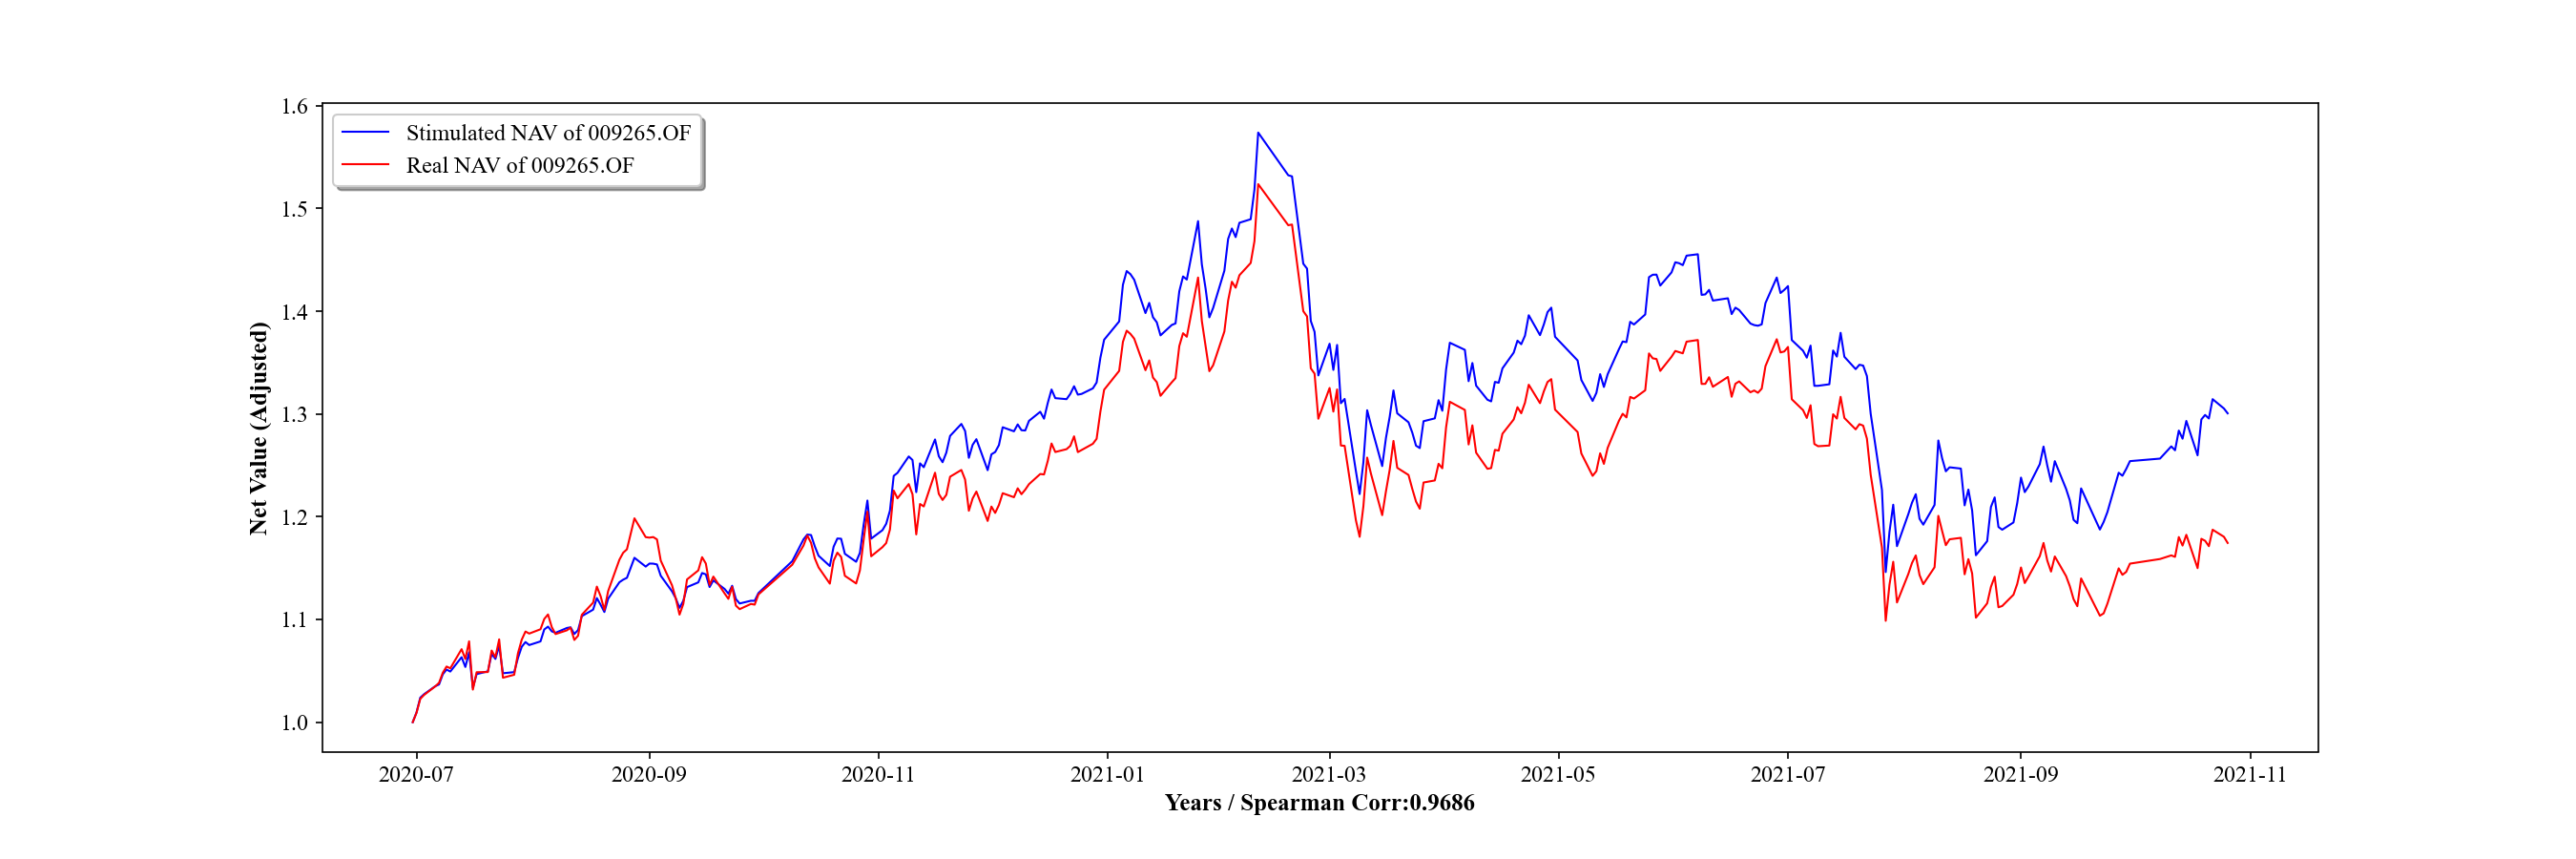 1.6
1.5
1.4
1.3
1.2
1.1
1.0
Net Value (Adjusted)
Stimulated NAV of 009265.OF
Real NAV of 009265.OF
2020-07 2020-09 2020-11 2021-01 2021-03 2021-05 2021-07 2021-09 2021-11
Years / Spearman Corr:0.9686